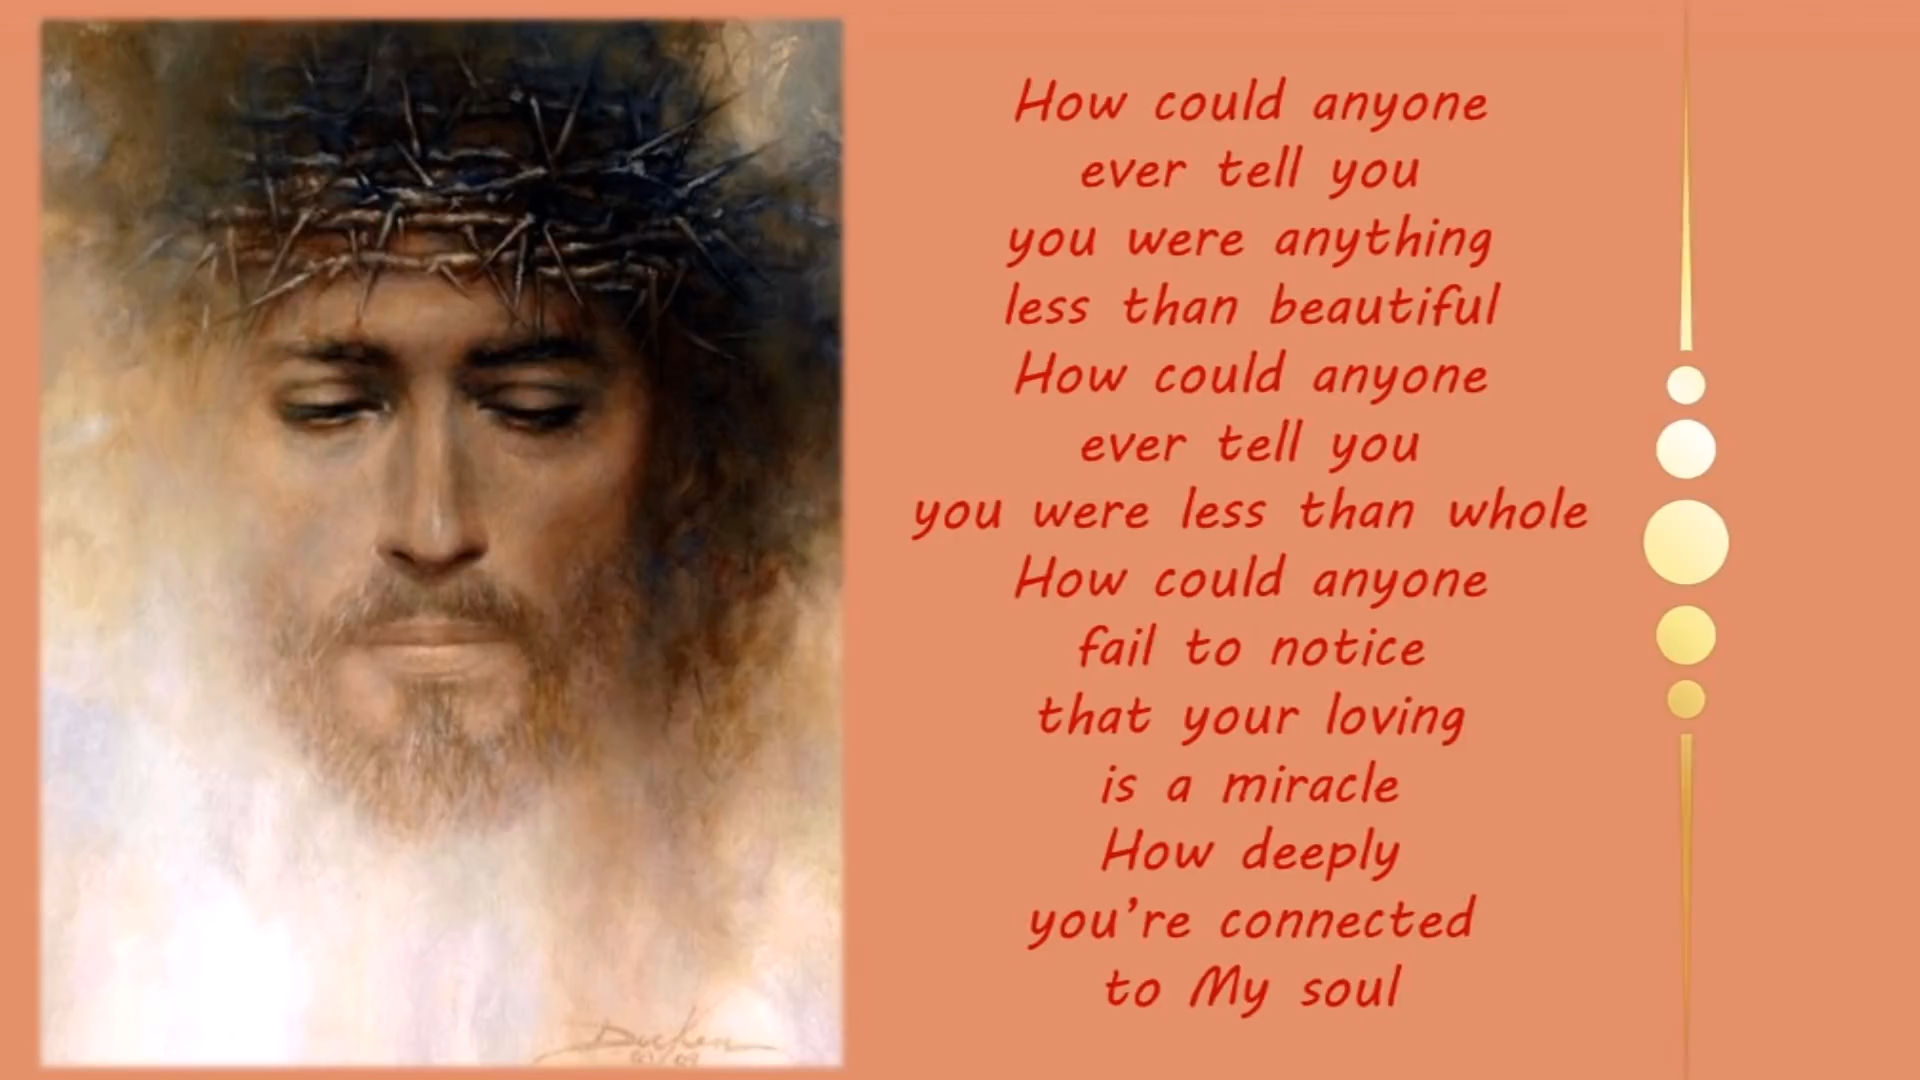 How could anyone
ever tell you
you were anything
less than beautiful
How could anyone
ever tell you
you were less than whole
How could anyone
fail to notice
that your loving
is a miracle
How deeply
you’re connected
to My soul